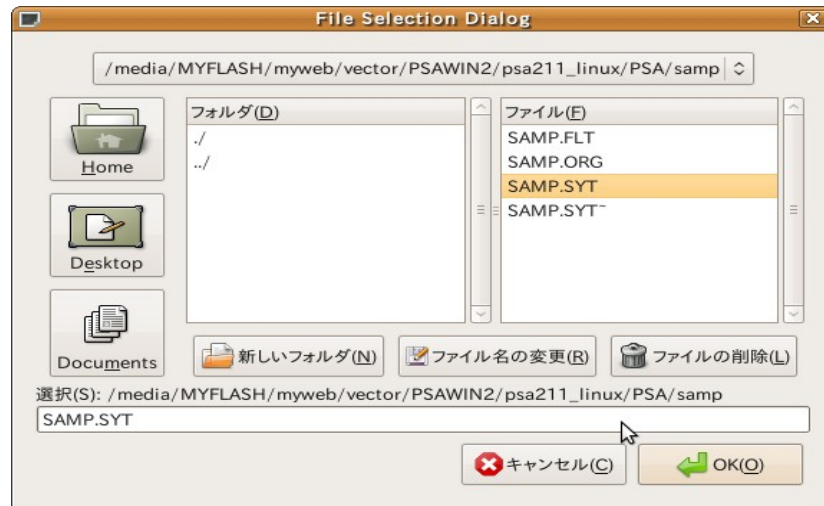 File Selection Dialog
/media/MYFLASH/myweb/vector/PSAWIN2/psa211_linux/PSA/samp
Home
Desktop
Documents
フォルダ(D)
./
../
ファイル(F)
SAMP.FLT
SAMP.ORG
SAMP.SYT
SAMP.SYT~
新しいフォルダ(N)
ファイル名の変更(R)
ファイルの削除(L)
選択(S): /media/MYFLASH/myweb/vector/PSAWIN2/psa211_linux/PSA/samp
SAMP.SYT
キャンセル(C)
OK(O)